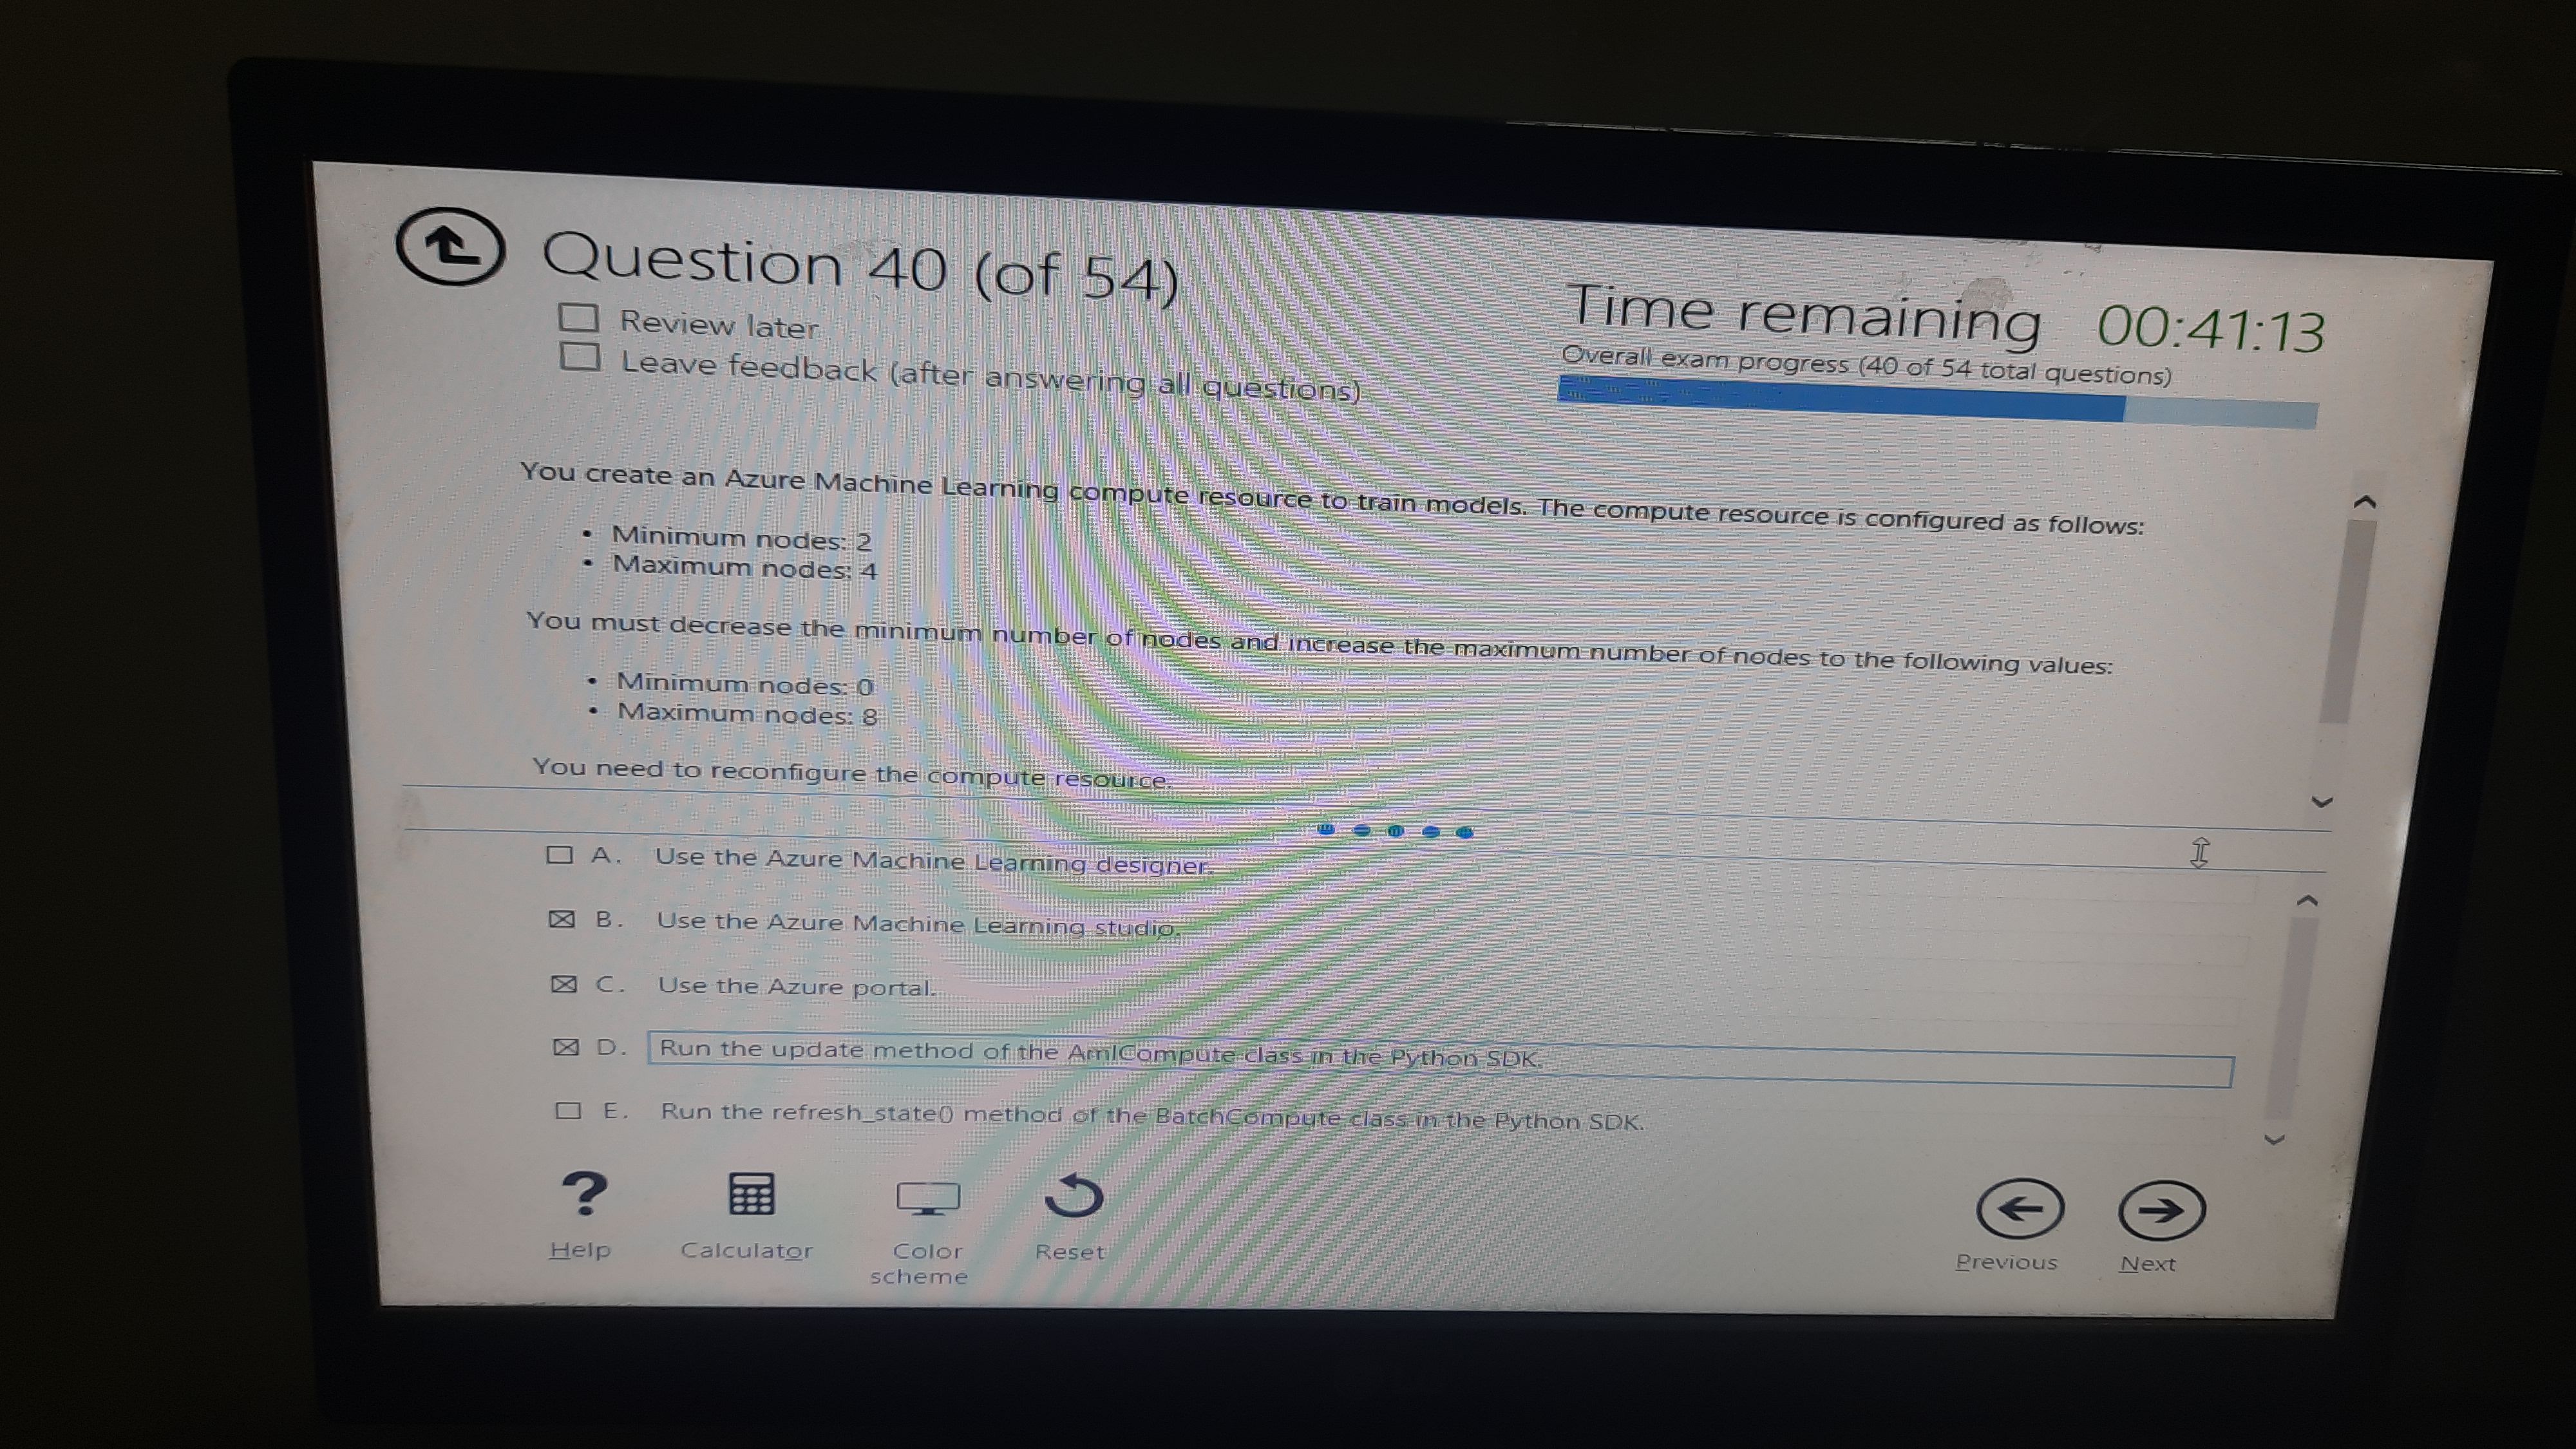 Question 40 (of 54)
Time remaining 00:41:13
Review later
Leave feedback (after answering all questions)
Overall exam progress (40 of 54 total questions)
You create an Azure Machine Learning compute resource to train models. The compute resource is configured as follows:
• Minimum nodes: 2
• Maximum nodes: 4
You must decrease the minimum number of nodes and increase the maximum number of nodes to the following values:
• Minimum nodes: 0
• Maximum nodes: 8
You need to reconfigure the compute resource.
A. Use the Azure Machine Learning designer.
B. Use the Azure Machine Learning studio.
C. Use the Azure portal.
D. Run the update method of the AmlCompute class in the Python SDK.
E. Run the refresh_state() method of the BatchCompute class in the Python SDK.
Help
Calculator
Color
scheme
Reset
Previous
Next